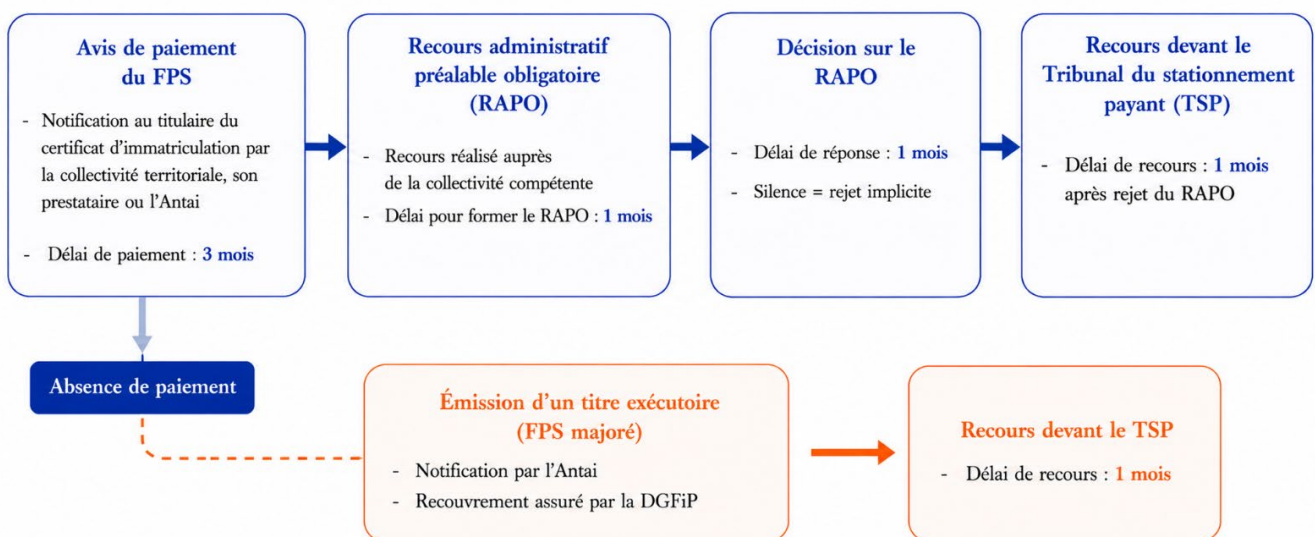 Avis de paiement
du FPS
- Notification au titulaire du
certificat d’immatriculation par
la collectivité territoriale, son
prestataire ou l’Antai
- Délai de paiement : 3 mois
Recours administratif
préalable obligatoire
(RAPO)
- Recours réalisé auprès
de la collectivité compétente
- Délai pour former le RAPO : 1 mois
Décision sur le
RAPO
- Délai de réponse : 1 mois
- Silence = rejet implicite
Recours devant le
Tribunal du stationnement
payant (TSP)
- Délai de recours : 1 mois
après rejet du RAPO
Absence de paiement
Émission d’un titre exécutoire
(FPS majoré)
- Notification par l’Antai
- Recouvrement assuré par la DGFiP
Recours devant le TSP
- Délai de recours : 1 mois